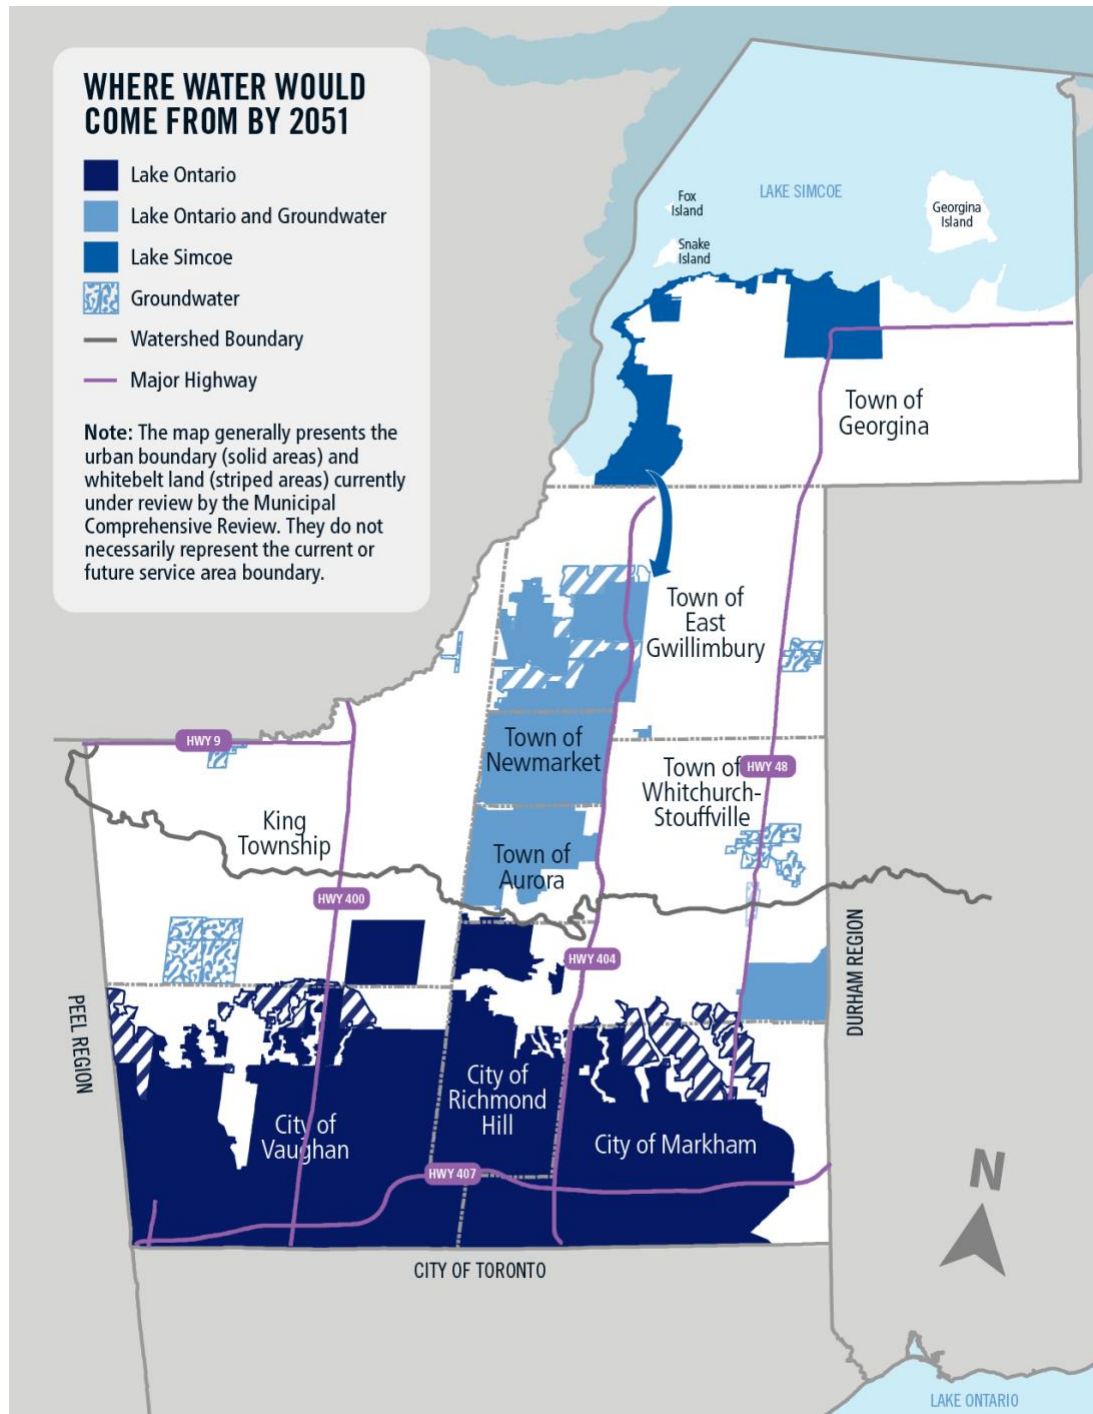 WHERE WATER WOULD
COME FROM BY 2051
Lake Ontario
Lake Ontario and Groundwater
Lake Simcoe
Groundwater
Watershed Boundary
Major Highway
Note: The map generally presents the
urban boundary (solid areas) and
whitebelt land (striped areas) currently
under review by the Municipal
Comprehensive Review. They do not
necessarily represent the current or
future service area boundary.
LAKE SIMCOE
Fox
Island
Georgina
Island
Snake
Island
Town of
Georgina
Town of
East
Gwillimbury
HWY 9
Town of
Newmarket
Town of
Whitchurch-
Stouffville
HWY 48
King
Township
Town of
Aurora
HWY 400
HWY 404
PEEL REGION
DURHAM REGION
City of
Richmond
Hill
City of
Vaughan
City of Markham
HWY 407
N
CITY OF TORONTO
LAKE ONTARIO